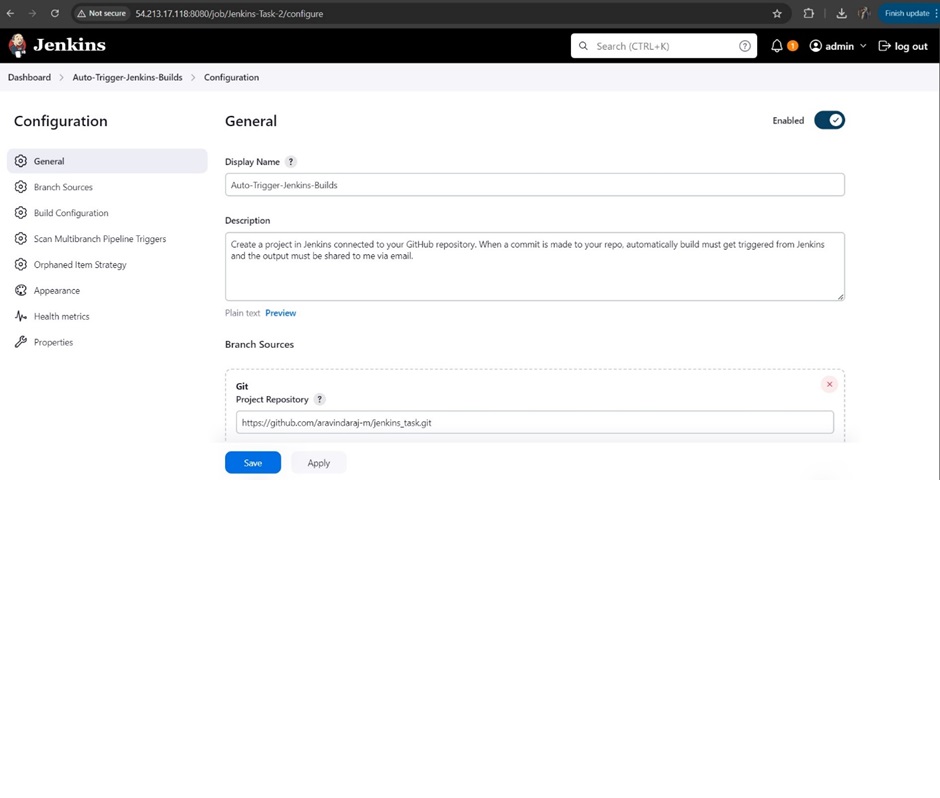 Not secure 54.213.17.118:8080/job/Jenkins-Task-2/configure Finish update
Jenkins Search (CTRL+K) ? 1 admin log out
Dashboard > Auto-Trigger-Jenkins-Builds > Configuration
Configuration
General
Branch Sources
Build Configuration
Scan Multibranch Pipeline Triggers
Orphaned Item Strategy
Appearance
Health metrics
Properties
General
Enabled
Display Name ?
Auto-Trigger-Jenkins-Builds
Description
Create a project in Jenkins connected to your GitHub repository. When a commit is made to your repo, automatically build must get triggered from Jenkins
and the output must be shared to me via email.
Plain text Preview
Branch Sources
Git
Project Repository ?
https://github.com/aravindaraj-m/jenkins_task.git
Save Apply